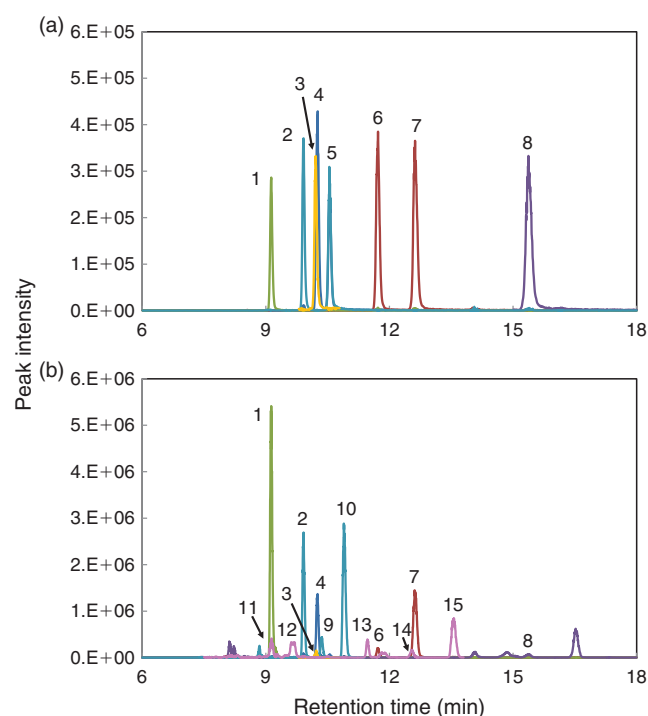 (a)
6.E+05
5.E+05
4.E+05
3.E+05
2.E+05
1.E+05
0.E+00
1
2
3
4
5
6
7
8
6 9 12 15 18
Peak intensity
(b)
6.E+06
5.E+06
4.E+06
3.E+06
2.E+06
1.E+06
0.E+00
1
2
10
3
4
11
12
9
13
6
7
14
15
8
6 9 12 15 18
Retention time (min)